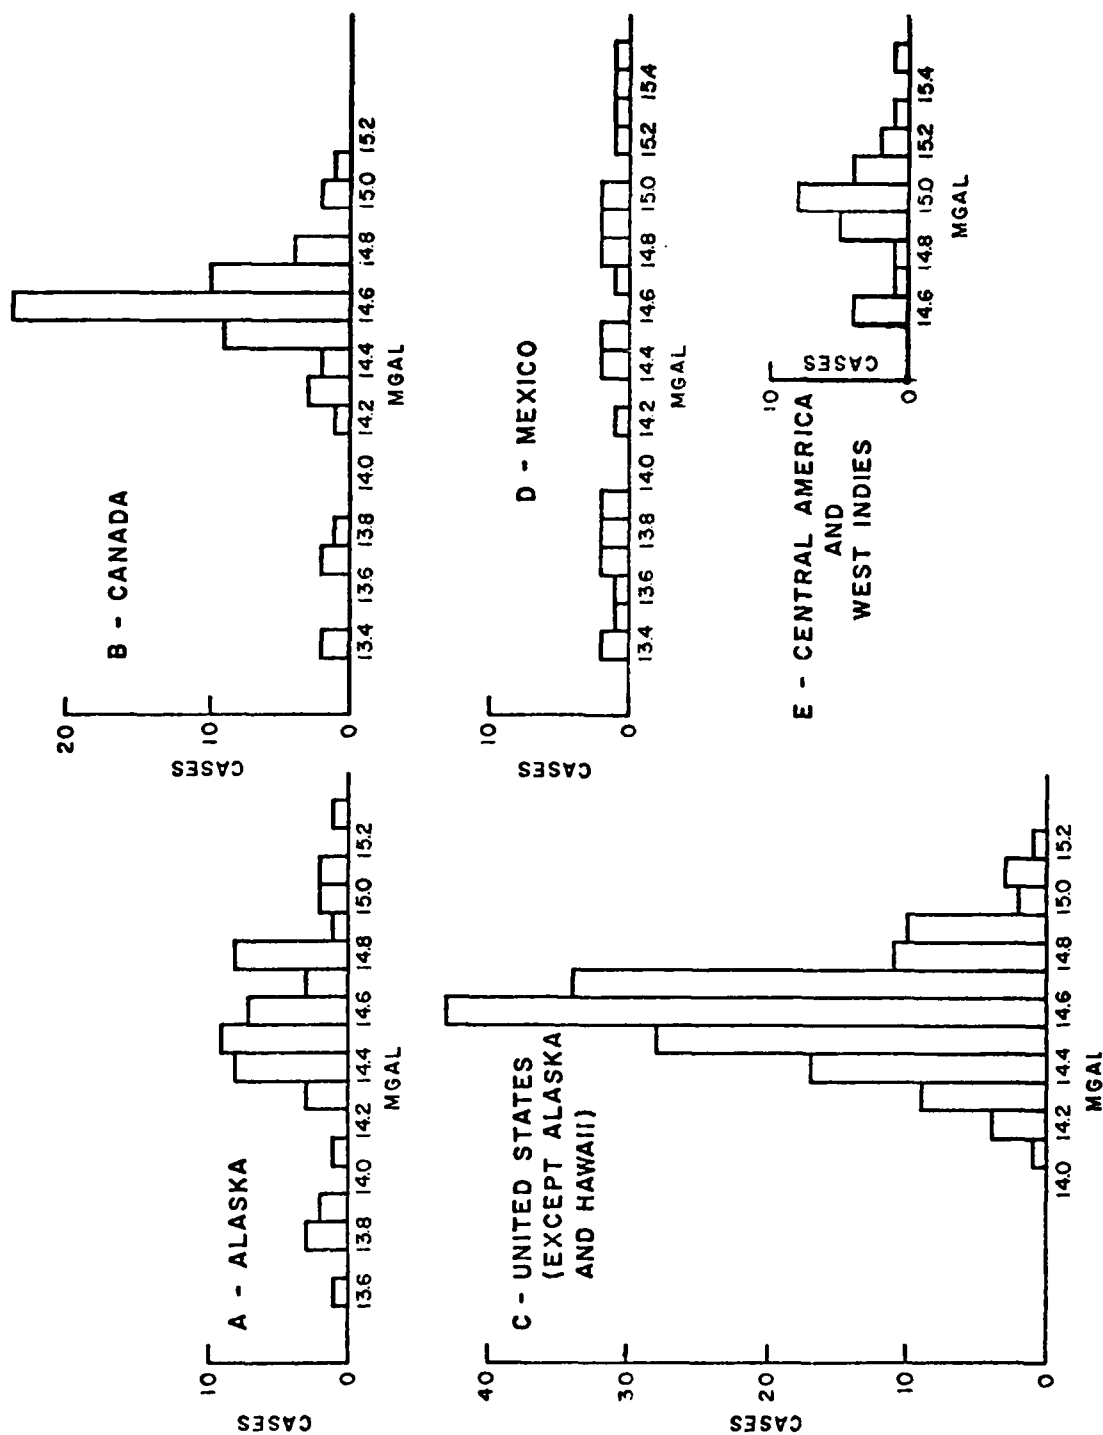 A - ALASKA
CASES
10
0
13.6 13.8 14.0 14.2 14.4 14.6 14.8 15.0 15.2
MGAL
B - CANADA
CASES
20
10
0
13.4 13.6 13.8 14.0 14.2 14.4 14.6 14.8 15.0 15.2
MGAL
C - UNITED STATES
(EXCEPT ALASKA
AND HAWAII)
CASES
40
30
20
10
0
14.0 14.2 14.4 14.6 14.8 15.0 15.2
MGAL
D - MEXICO
CASES
10
0
13.4 13.6 13.8 14.0 14.2 14.4 14.6 14.8 15.0 15.2 15.4
MGAL
E - CENTRAL AMERICA
AND
WEST INDIES
CASES
10
0
14.6 14.8 15.0 15.2 15.4
MGAL